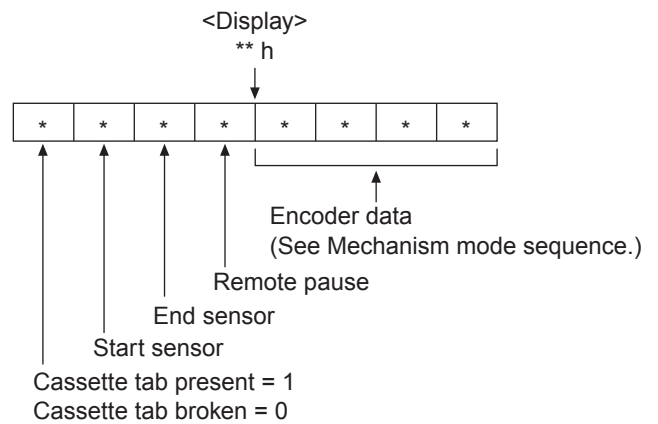 <Display>
** h
* * * * * * * *
Encoder data
(See Mechanism mode sequence.)
Remote pause
End sensor
Start sensor
Cassette tab present = 1
Cassette tab broken = 0